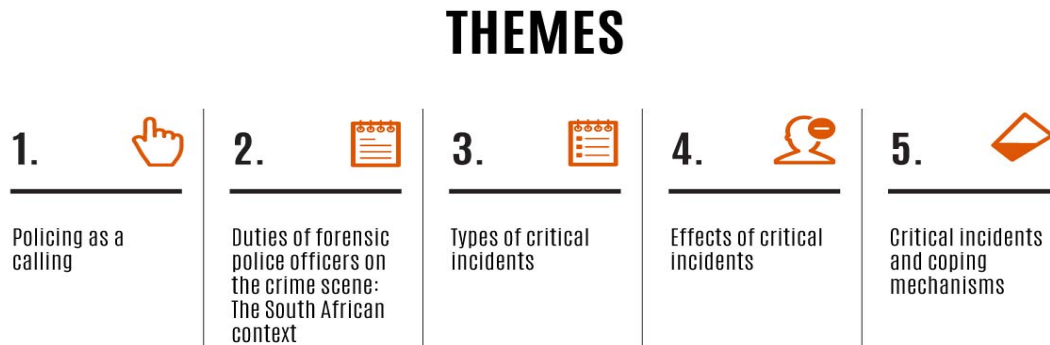 THEMES
1.
Policing as a
calling
2.
Duties of forensic
police officers on
the crime scene:
The South African
context
3.
Types of critical
incidents
4.
Effects of critical
incidents
5.
Critical incidents
and coping
mechanisms